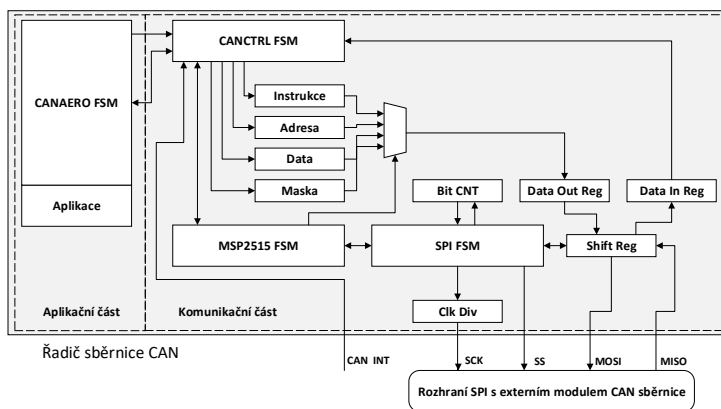 CANCTRL FSM
CANAERO FSM
Instrukce
Adresa
Data
Maska
Bit CNT
Data Out Reg
Data In Reg
Aplikace
MSP2515 FSM
SPI FSM
Shift Reg
Clk Div
Aplikační část
Komunikační část
Řadič sběrnice CAN
CAN INT
SCK
SS
MOSI
MISO
Rozhraní SPI s externím modulem CAN sběrnice